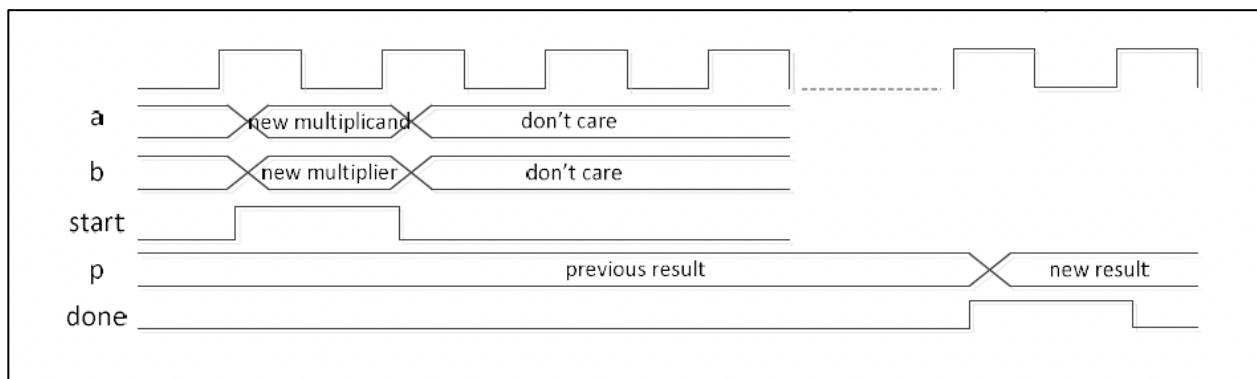 a new multiplicand don't care
b new multiplier don't care
start
p previous result new result
done